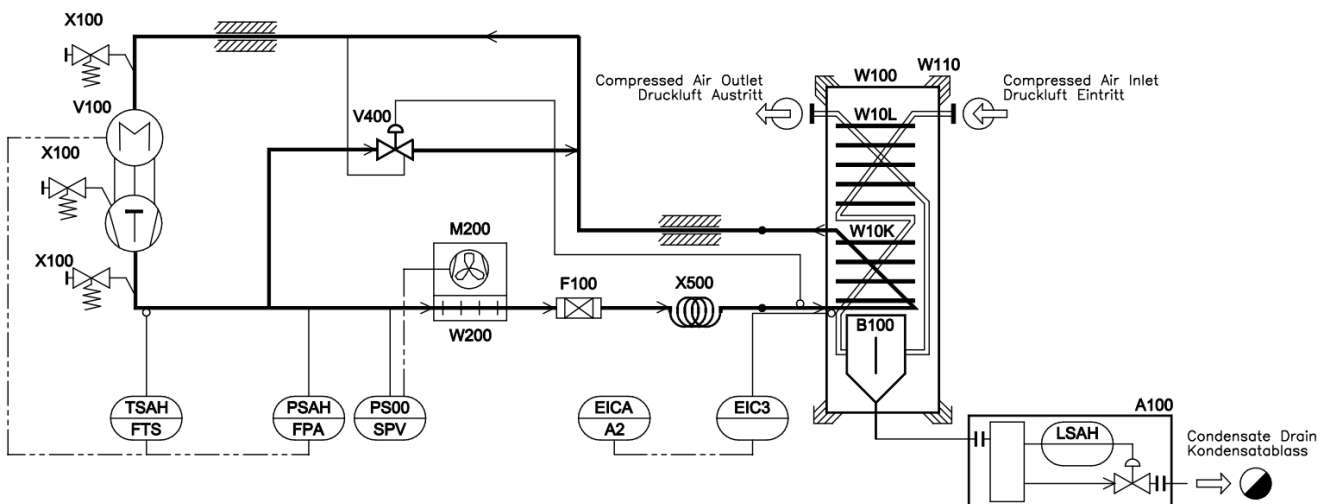 X100
W100
W110
Compressed Air Outlet
Druckluft Austritt
Compressed Air Inlet
Druckluft Eintritt
V100
M
V400
W10L
X100
M200
W10K
X100
F100
X500
W200
B100
TSAH
FTS
PSAH
FPA
PS00
SPV
EICA
A2
EIC3
A100
LSAH
Condensate Drain
Kondensatablass